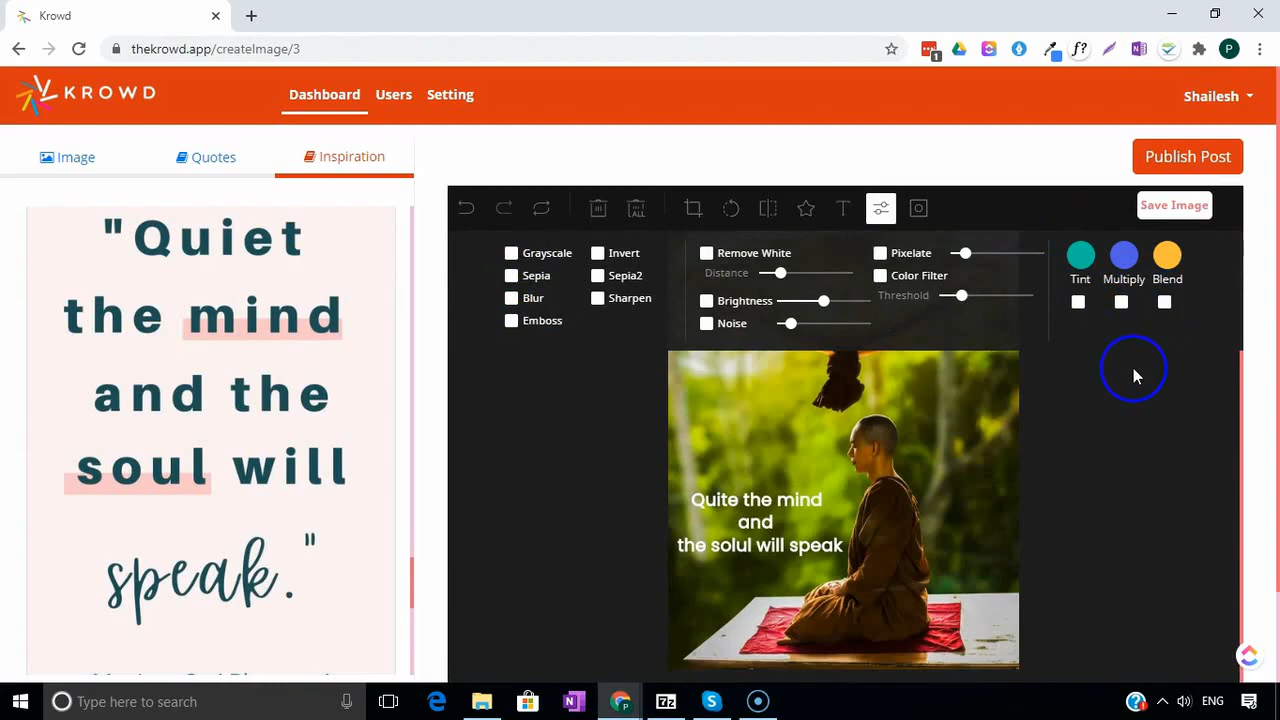 Krowd
thekrowd.app/createImage/3
1
f?
P
KROWD
Dashboard
Users
Setting
Shailesh
Image
Quotes
Inspiration
Publish Post
"Quiet
the mind
and the
soul will
speak."
ALL
T
Save Image
Grayscale
Invert
Sepia
Sepia2
Blur
Sharpen
Emboss
Remove White
Distance
Brightness
Noise
Pixelate
Color Filter
Threshold
Tint
Multiply
Blend
Quite the mind
and
the solul will speak
Type here to search
ENG